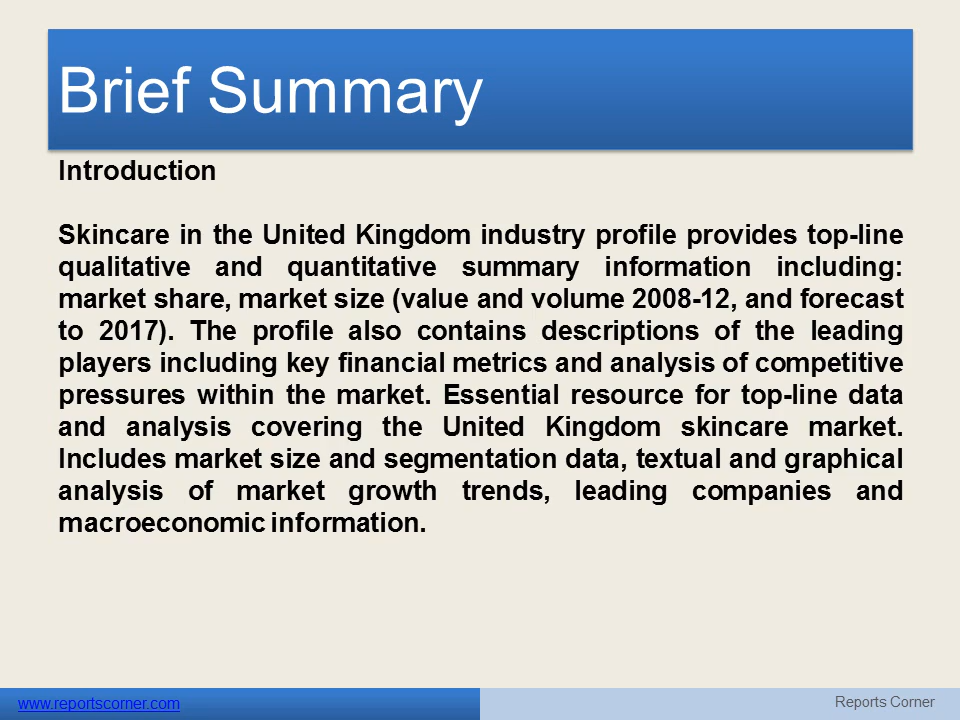 Brief Summary
Introduction
Skincare in the United Kingdom industry profile provides top-line
qualitative and quantitative summary information including:
market share, market size (value and volume 2008-12, and forecast
to 2017). The profile also contains descriptions of the leading
players including key financial metrics and analysis of competitive
pressures within the market. Essential resource for top-line data
and analysis covering the United Kingdom skincare market.
Includes market size and segmentation data, textual and graphical
analysis of market growth trends, leading companies and
macroeconomic information.
www.reportscorner.com
Reports Corner